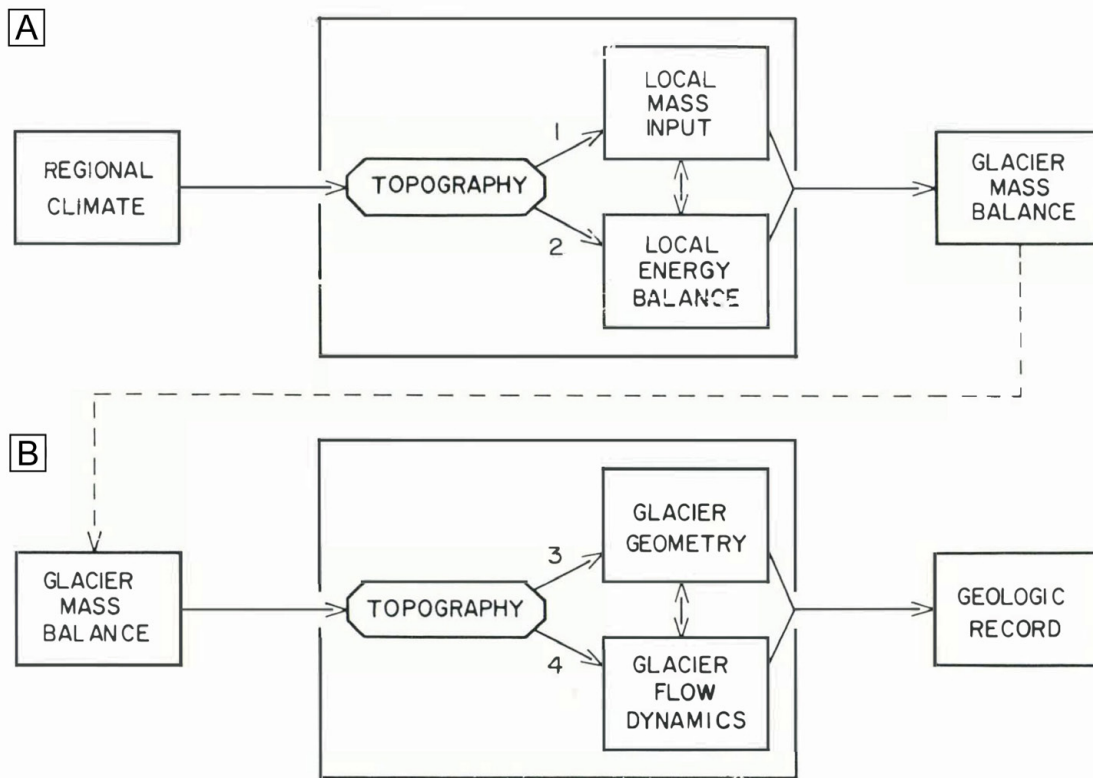 A
REGIONAL
CLIMATE
TOPOGRAPHY
1
2
LOCAL
MASS
INPUT
LOCAL
ENERGY
BALANCE
GLACIER
MASS
BALANCE
B
GLACIER
MASS
BALANCE
TOPOGRAPHY
3
4
GLACIER
GEOMETRY
GLACIER
FLOW
DYNAMICS
GEOLOGIC
RECORD